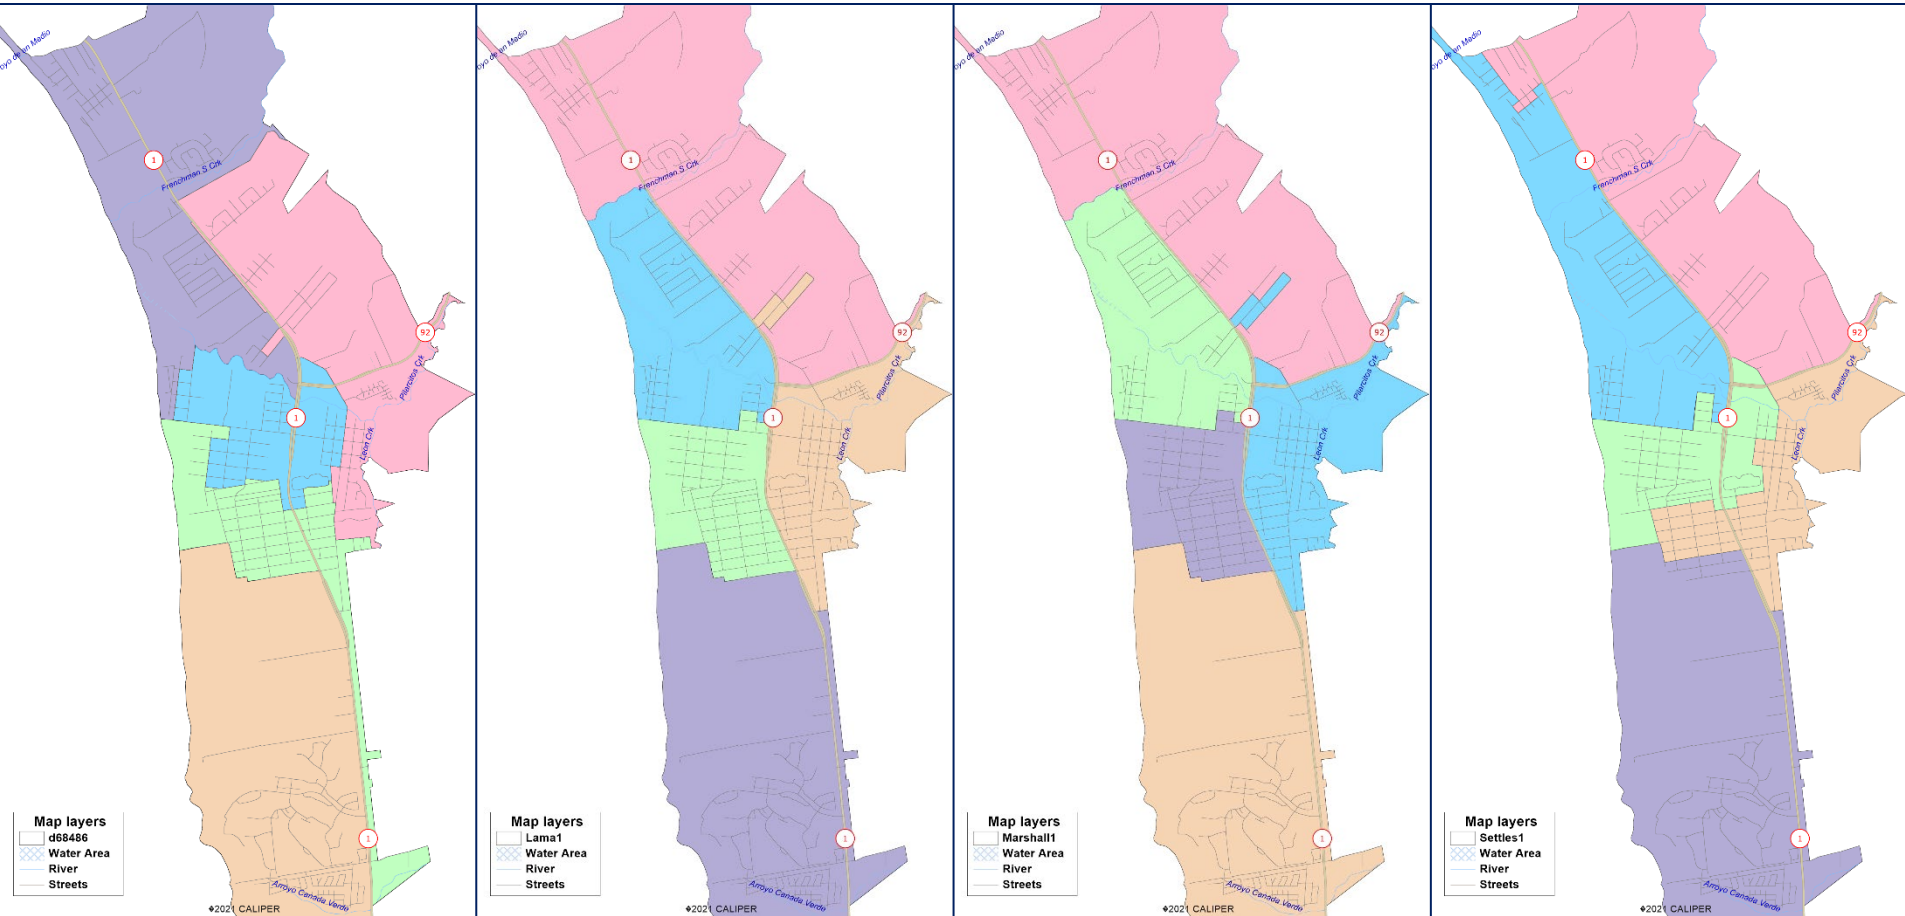 oyo de en Medio
1
Frenchman S Crk
92
Pilarcitos Crk
1
Leon Crk
1
Arroyo Canada Verde
Map layers
d68486
Water Area
River
Streets
�2021 CALIPER
oyo de en Medio
1
Frenchman S Crk
92
Pilarcitos Crk
1
Leon Crk
1
Arroyo Canada Verde
Map layers
Lama1
Water Area
River
Streets
�2021 CALIPER
oyo de en Medio
1
Frenchman S Crk
92
Pilarcitos Crk
1
Leon Crk
1
Arroyo Canada Verde
Map layers
Marshall1
Water Area
River
Streets
�2021 CALIPER
oyo de en Medio
1
Frenchman S Crk
92
Pilarcitos Crk
1
Leon Crk
1
Arroyo Canada Verde
Map layers
Settles1
Water Area
River
Streets
�2021 CALIPER